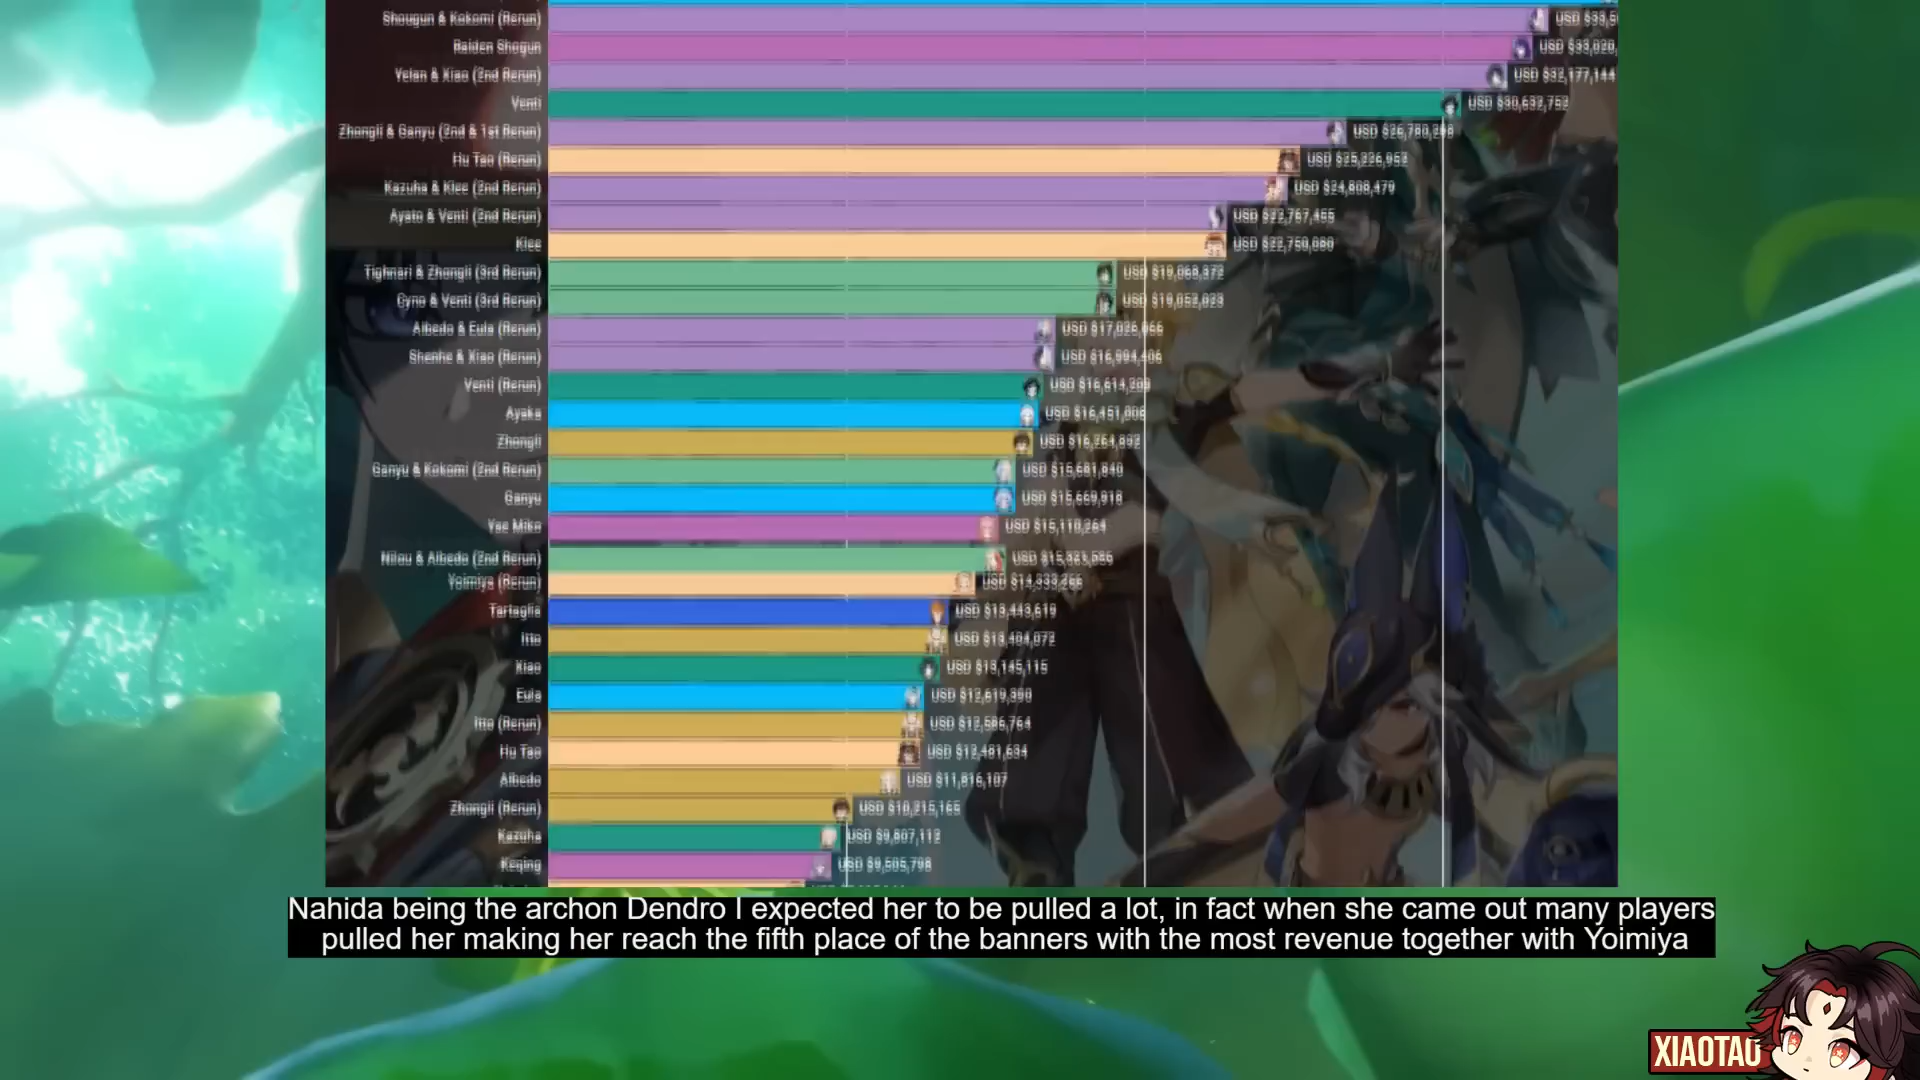 Shougun & Kokomi (Rerun)
Raiden Shogun
Yelan & Xiao (2nd Rerun) USD $32,177,144
Venti USD $30,632,752
Zhongli & Ganyu (2nd & 1st Rerun) USD $26,780,298
Hu Tao (Rerun) USD $25,226,952
Kazuha & Klee (2nd Rerun) USD $24,808,479
Ayato & Venti (2nd Rerun) USD $22,767,455
Klee USD $22,750,080
Tighnari & Zhongli (3rd Rerun) USD $19,068,372
Cyno & Venti (3rd Rerun) USD $19,052,023
Albedo & Eula (Rerun) USD $17,026,066
Shenhe & Xiao (Rerun) USD $16,994,406
Venti (Rerun) USD $16,614,209
Ayaka USD $16,451,006
Zhongli USD $16,264,892
Ganyu & Kokomi (2nd Rerun) USD $15,681,840
Ganyu USD $15,669,918
Yae Miko USD $15,110,264
Nilou & Albedo (2nd Rerun) USD
Yoimiya (Rerun) USD $14,333,266
Tartaglia USD $13,443,619
Itto USD $13,404,072
Xiao USD $13,145,115
Eula USD $12,619,390
Itto (Rerun) USD $12,586,764
Hu Tao USD $12,481,634
Albedo USD $11,816,107
Zhongli (Rerun) USD $10,215,165
Kazuha USD $9,807,112
Keqing USD $9,505,798
Nahida being the archon Dendro I expected her to be pulled a lot, in fact when she came out many players
pulled her making her reach the fifth place of the banners with the most revenue together with Yoimiya
XIAOTAO